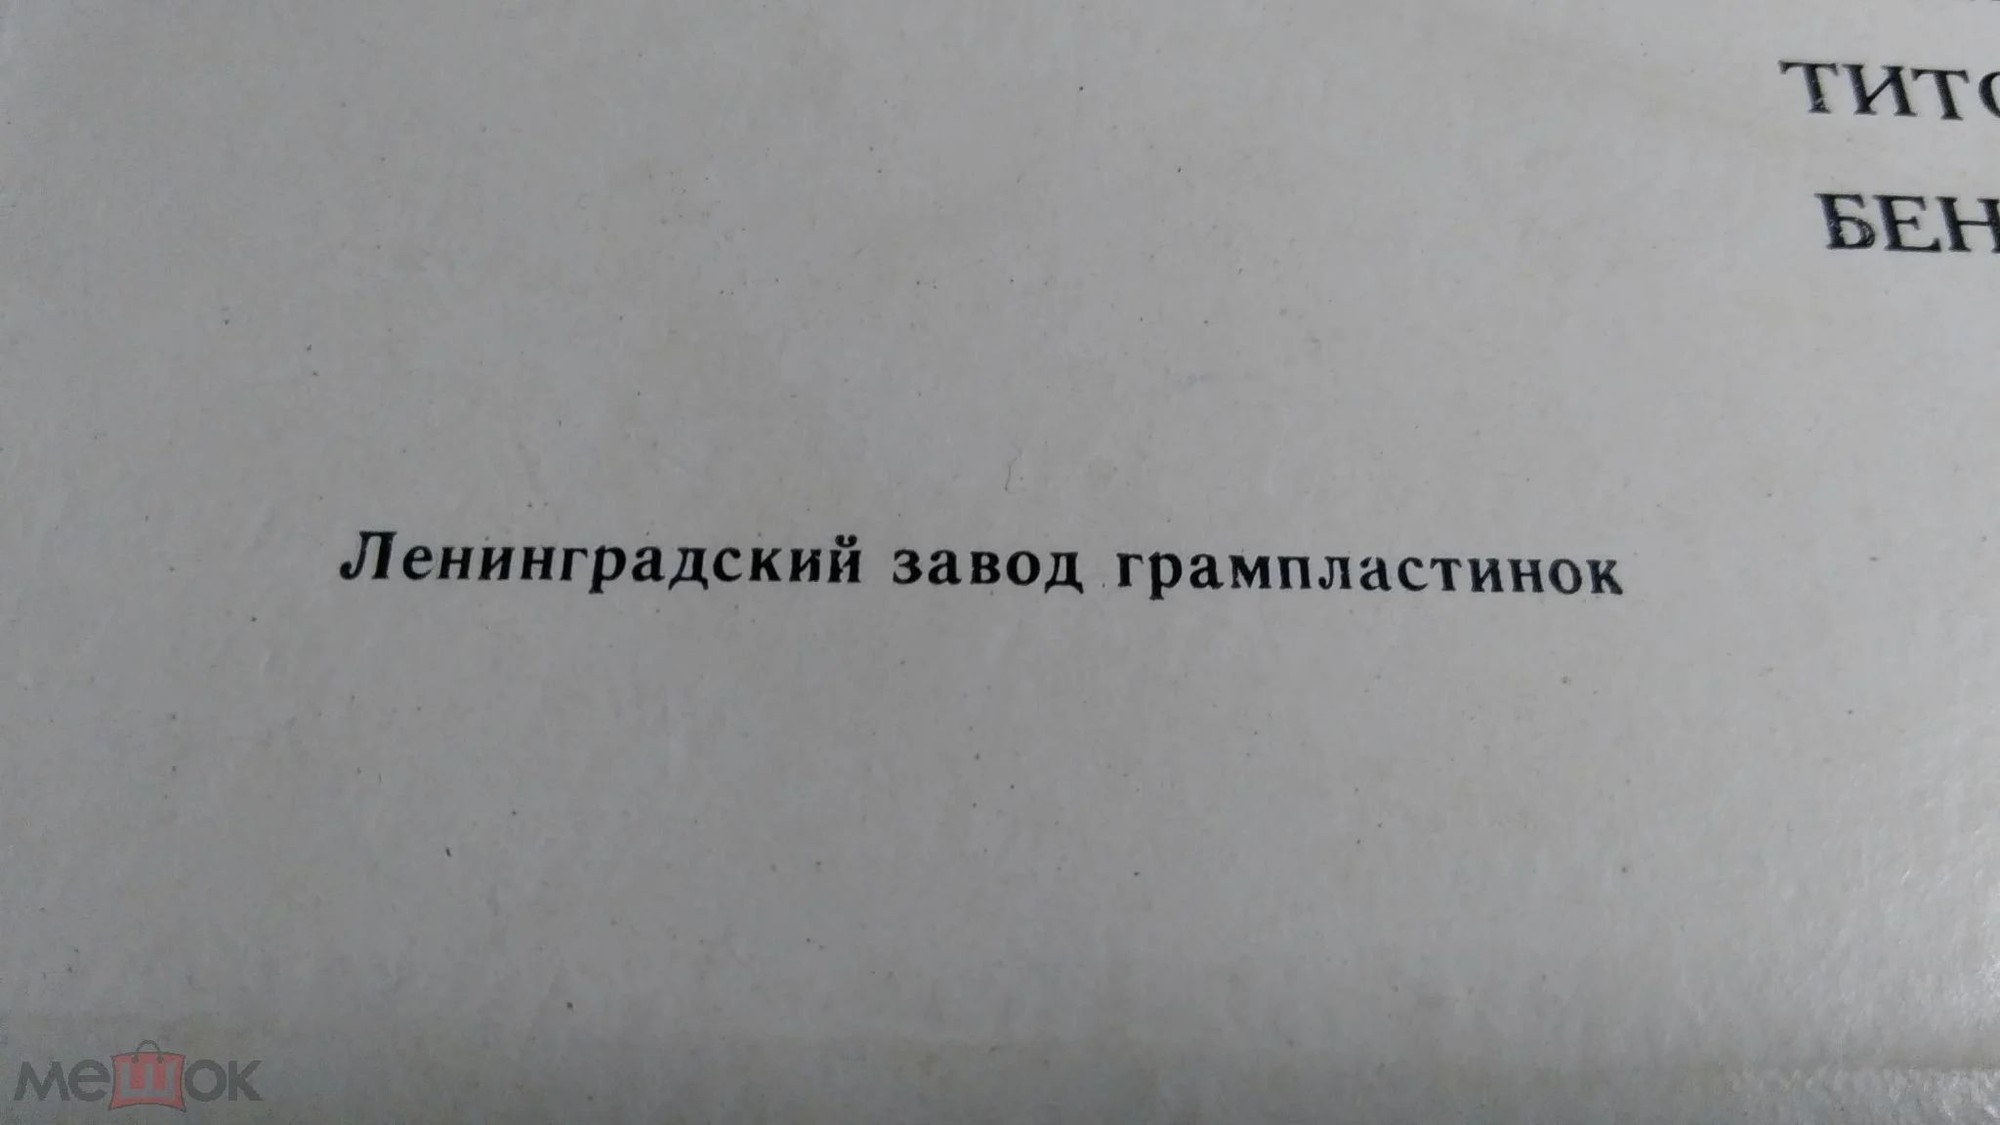 ТИТО
БЕН
Ленинградский завод грампластинок
мешок